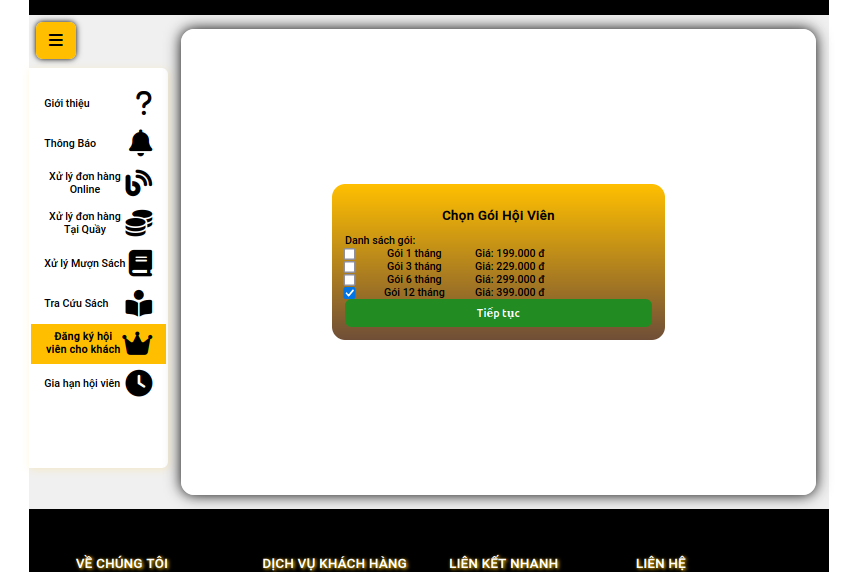 Giới thiệu
Thông Báo
Xử lý đơn hàng
Online
Xử lý đơn hàng
Tại Quầy
Xử lý Mượn Sách
Tra Cứu Sách
Đăng ký hội
viên cho khách
Gia hạn hội viên
Chọn Gói Hội Viên
Danh sách gói:
Gói 1 tháng Giá: 199.000 đ
Gói 3 tháng Giá: 229.000 đ
Gói 6 tháng Giá: 299.000 đ
Gói 12 tháng Giá: 399.000 đ
Tiếp tục
VỀ CHÚNG TÔI DỊCH VỤ KHÁCH HÀNG LIÊN KẾT NHANH LIÊN HỆ